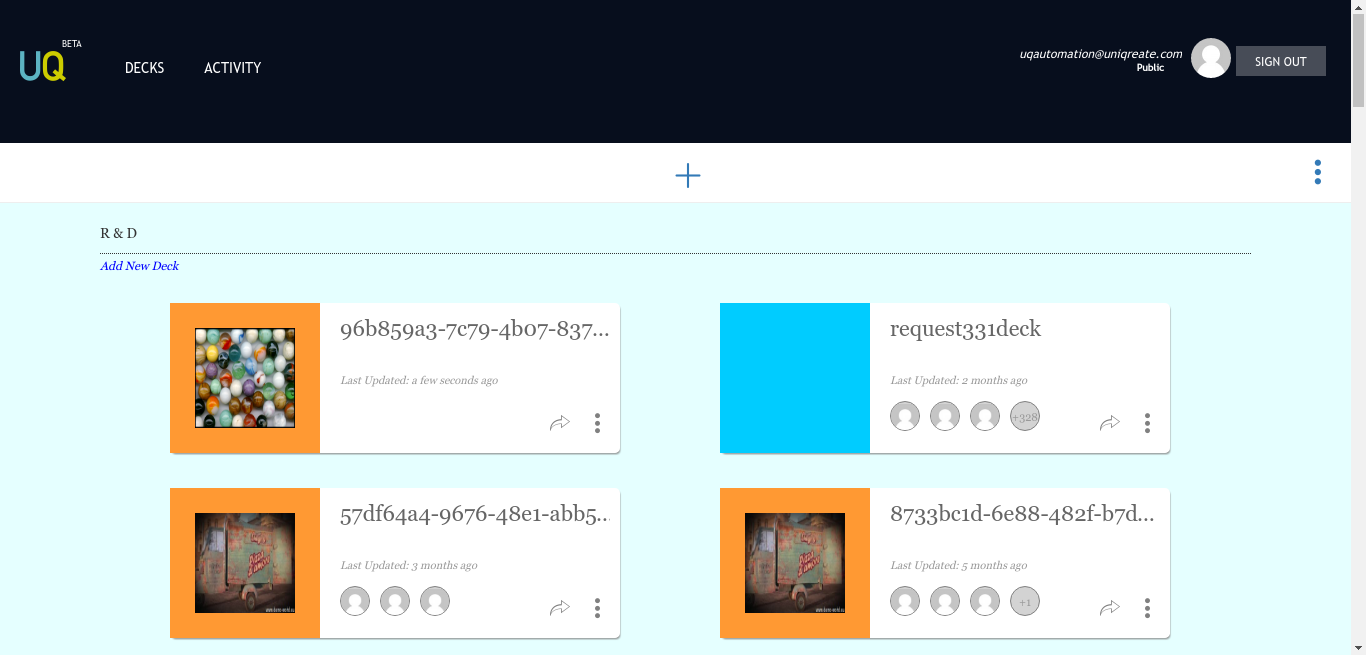 BETA
UQ
DECKS
ACTIVITY
uqautomation@uniqreate.com
Public
SIGN OUT
R & D
Add New Deck
96b859a3-7c79-4b07-837...
Last Updated: a few seconds ago
request331deck
Last Updated: 2 months ago
+328
57df64a4-9676-48e1-abb5...
Last Updated: 3 months ago
8733bc1d-6e88-482f-b7d...
Last Updated: 5 months ago
+1